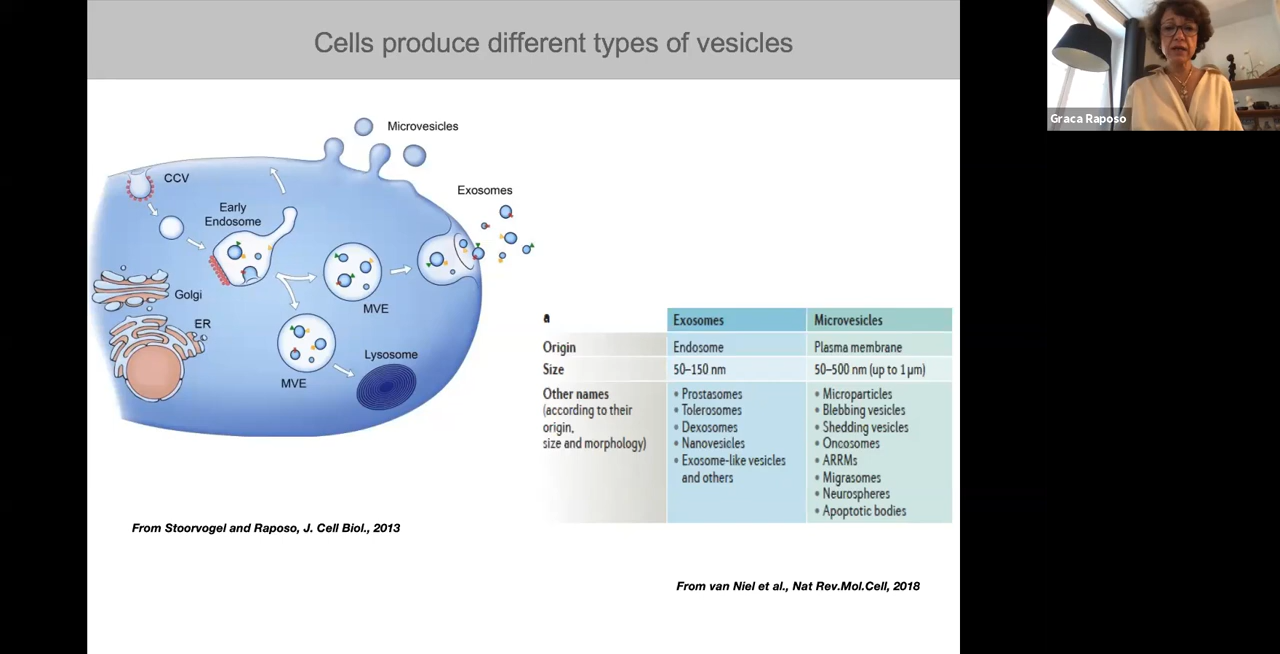 Cells produce different types of vesicles
Graca Raposo
Microvesicles
CCV
Exosomes
Early
Endosome
Golgi
MVE
ER
Lysosome
MVE
From Stoorvogel and Raposo, J. Cell Biol., 2013
a
Exosomes Microvesicles
Origin Endosome Plasma membrane
Size 50–150 nm 50–500 nm (up to 1 μm)
Other names
(according to their
origin,
size and morphology)
• Prostasomes
• Tolerosomes
• Dexosomes
• Nanovesicles
• Exosome-like vesicles
and others
• Microparticles
• Blebbing vesicles
• Shedding vesicles
• Oncosomes
• ARRMs
• Migrasomes
• Neurospheres
• Apoptotic bodies
From van Niel et al., Nat Rev.Mol.Cell, 2018